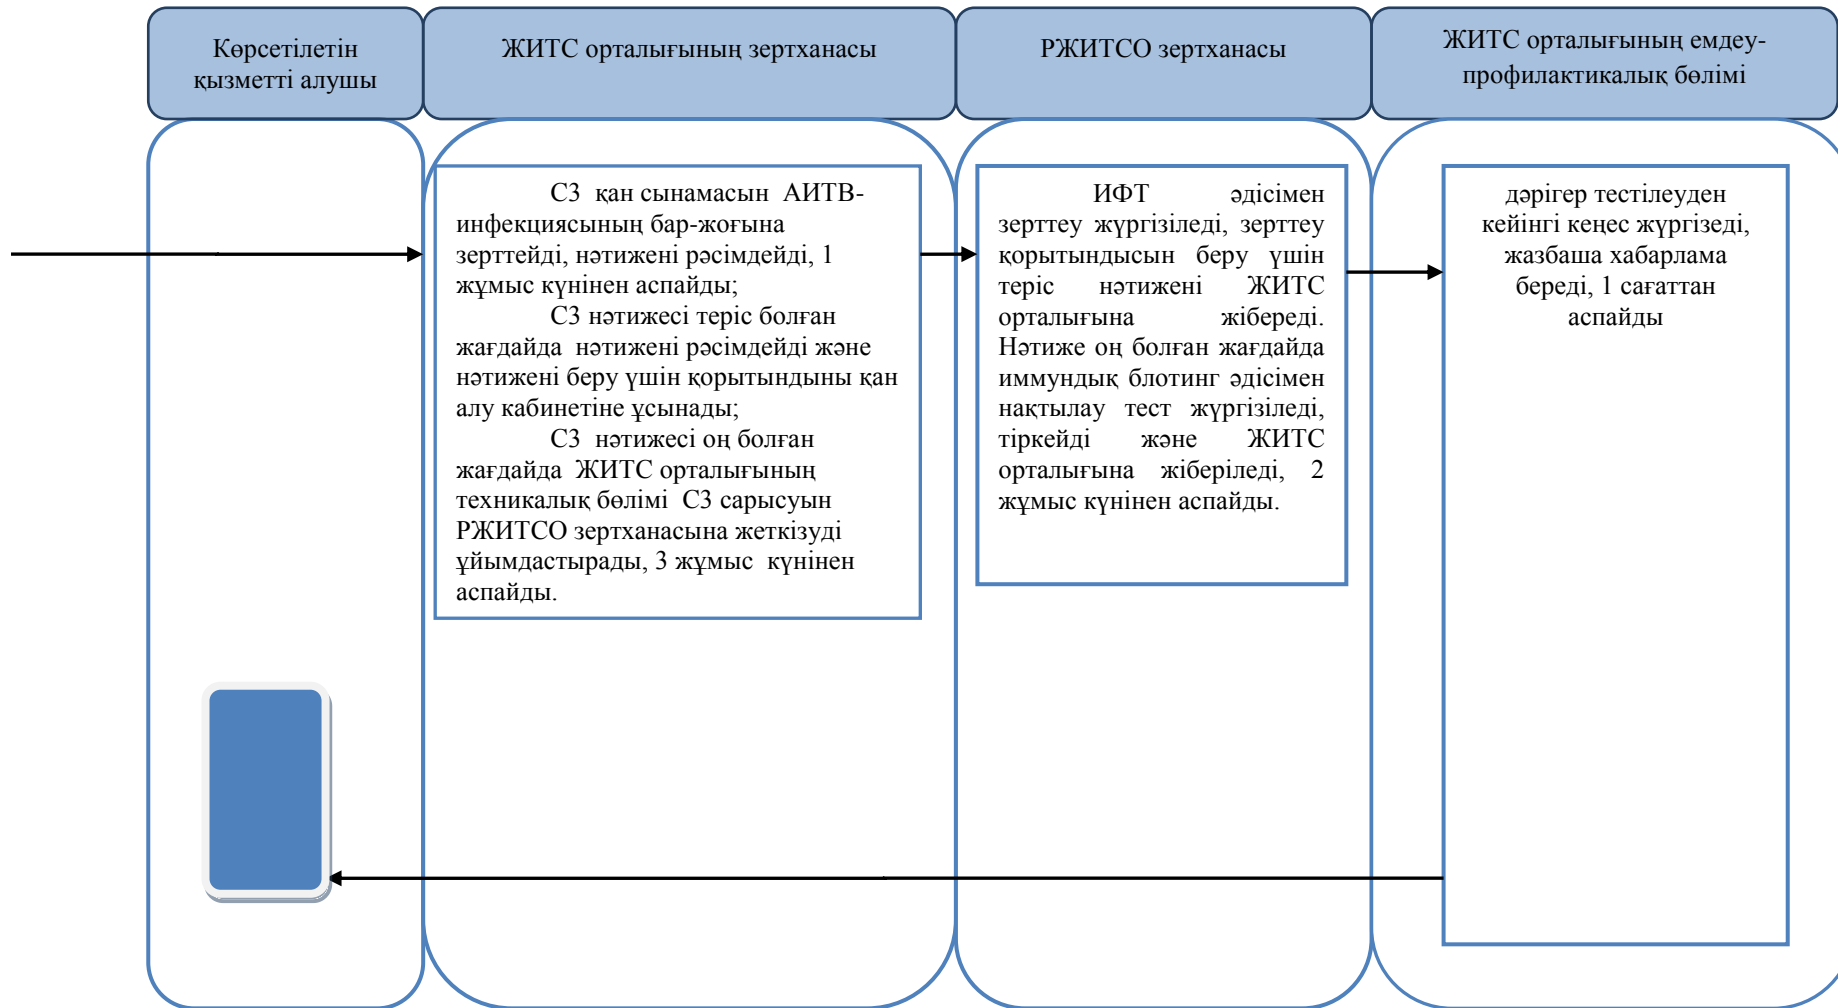 Көрсетілетін
қызметті алушы
ЖИТС орталығының зертханасы
РЖИТСО зертханасы
ЖИТС орталығының емдеу-
профилактикалық бөлімі
С3 қан сынамасын АИТВ-
инфекциясының бар-жоғына
зерттейді, нәтижені рәсімдейді, 1
жұмыс күнінен аспайды;
С3 нәтижесі теріс болған
жағдайда нәтижені рәсімдейді және
нәтижені беру үшін қорытындыны қан
алу кабинетіне ұсынады;
С3 нәтижесі оң болған
жағдайда ЖИТС орталығының
техникалық бөлімі С3 сарысуын
РЖИТСО зертханасына жеткізуді
ұйымдастырады, 3 жұмыс күнінен
аспайды.
ИФТ әдісімен
зерттеу жүргізіледі, зерттеу
қорытындысын беру үшін
теріс нәтижені ЖИТС
орталығына жібереді.
Нәтиже оң болған жағдайда
иммундық блотинг әдісімен
нақтылау тест жүргізіледі,
тіркейді және ЖИТС
орталығына жіберіледі, 2
жұмыс күнінен аспайды.
дәрігер тестілеуден
кейінгі кеңес жүргізеді,
жазбаша хабарлама
береді, 1 сағаттан
аспайды